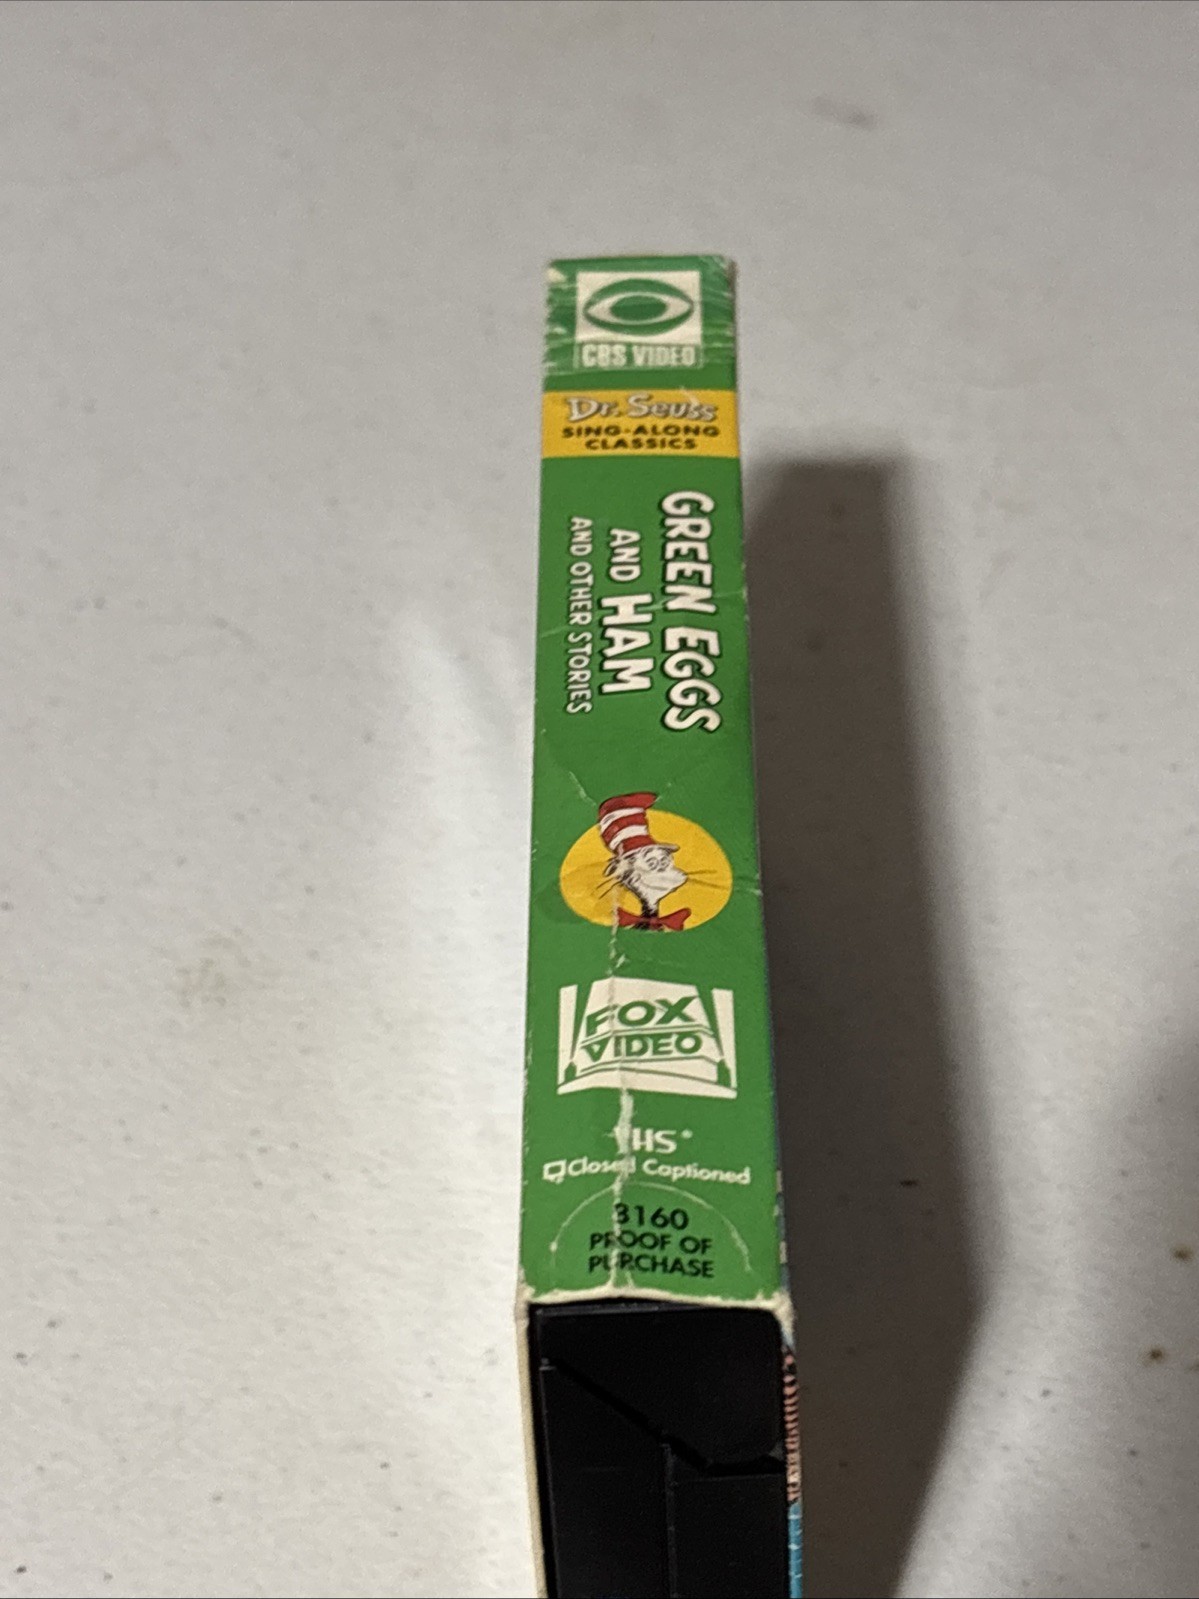 CBS VIDEO
Dr. Seuss
SING-ALONG
CLASSICS
GREEN EGGS
AND HAM
AND OTHER STORIES
FOX
VIDEO
VHS®
Closed Captioned
3160
PROOF OF
PURCHASE